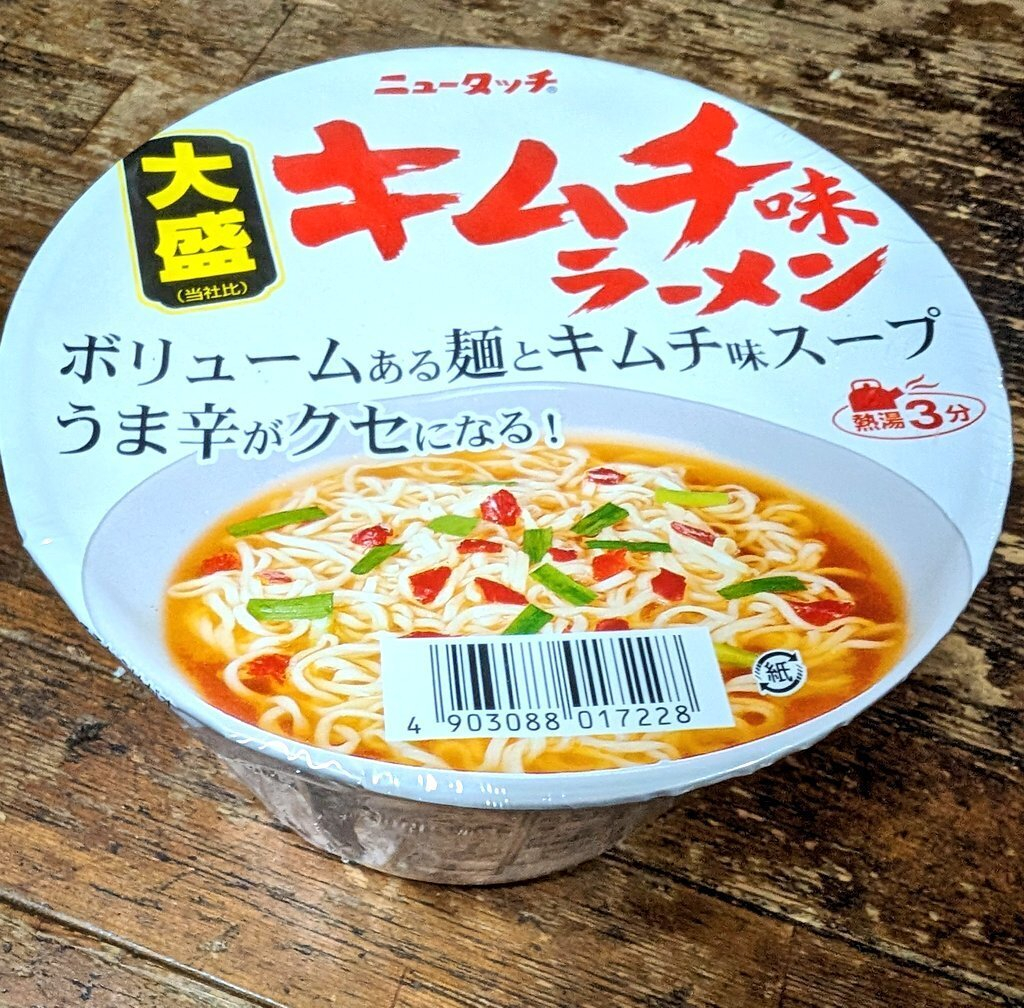 ニュータッチ®
大盛
(当社比)
キムチ味
ラーメン
ボリュームある麺とキムチ味スープ
うま辛がクセになる!
熱湯3分
紙
4 903088 017228